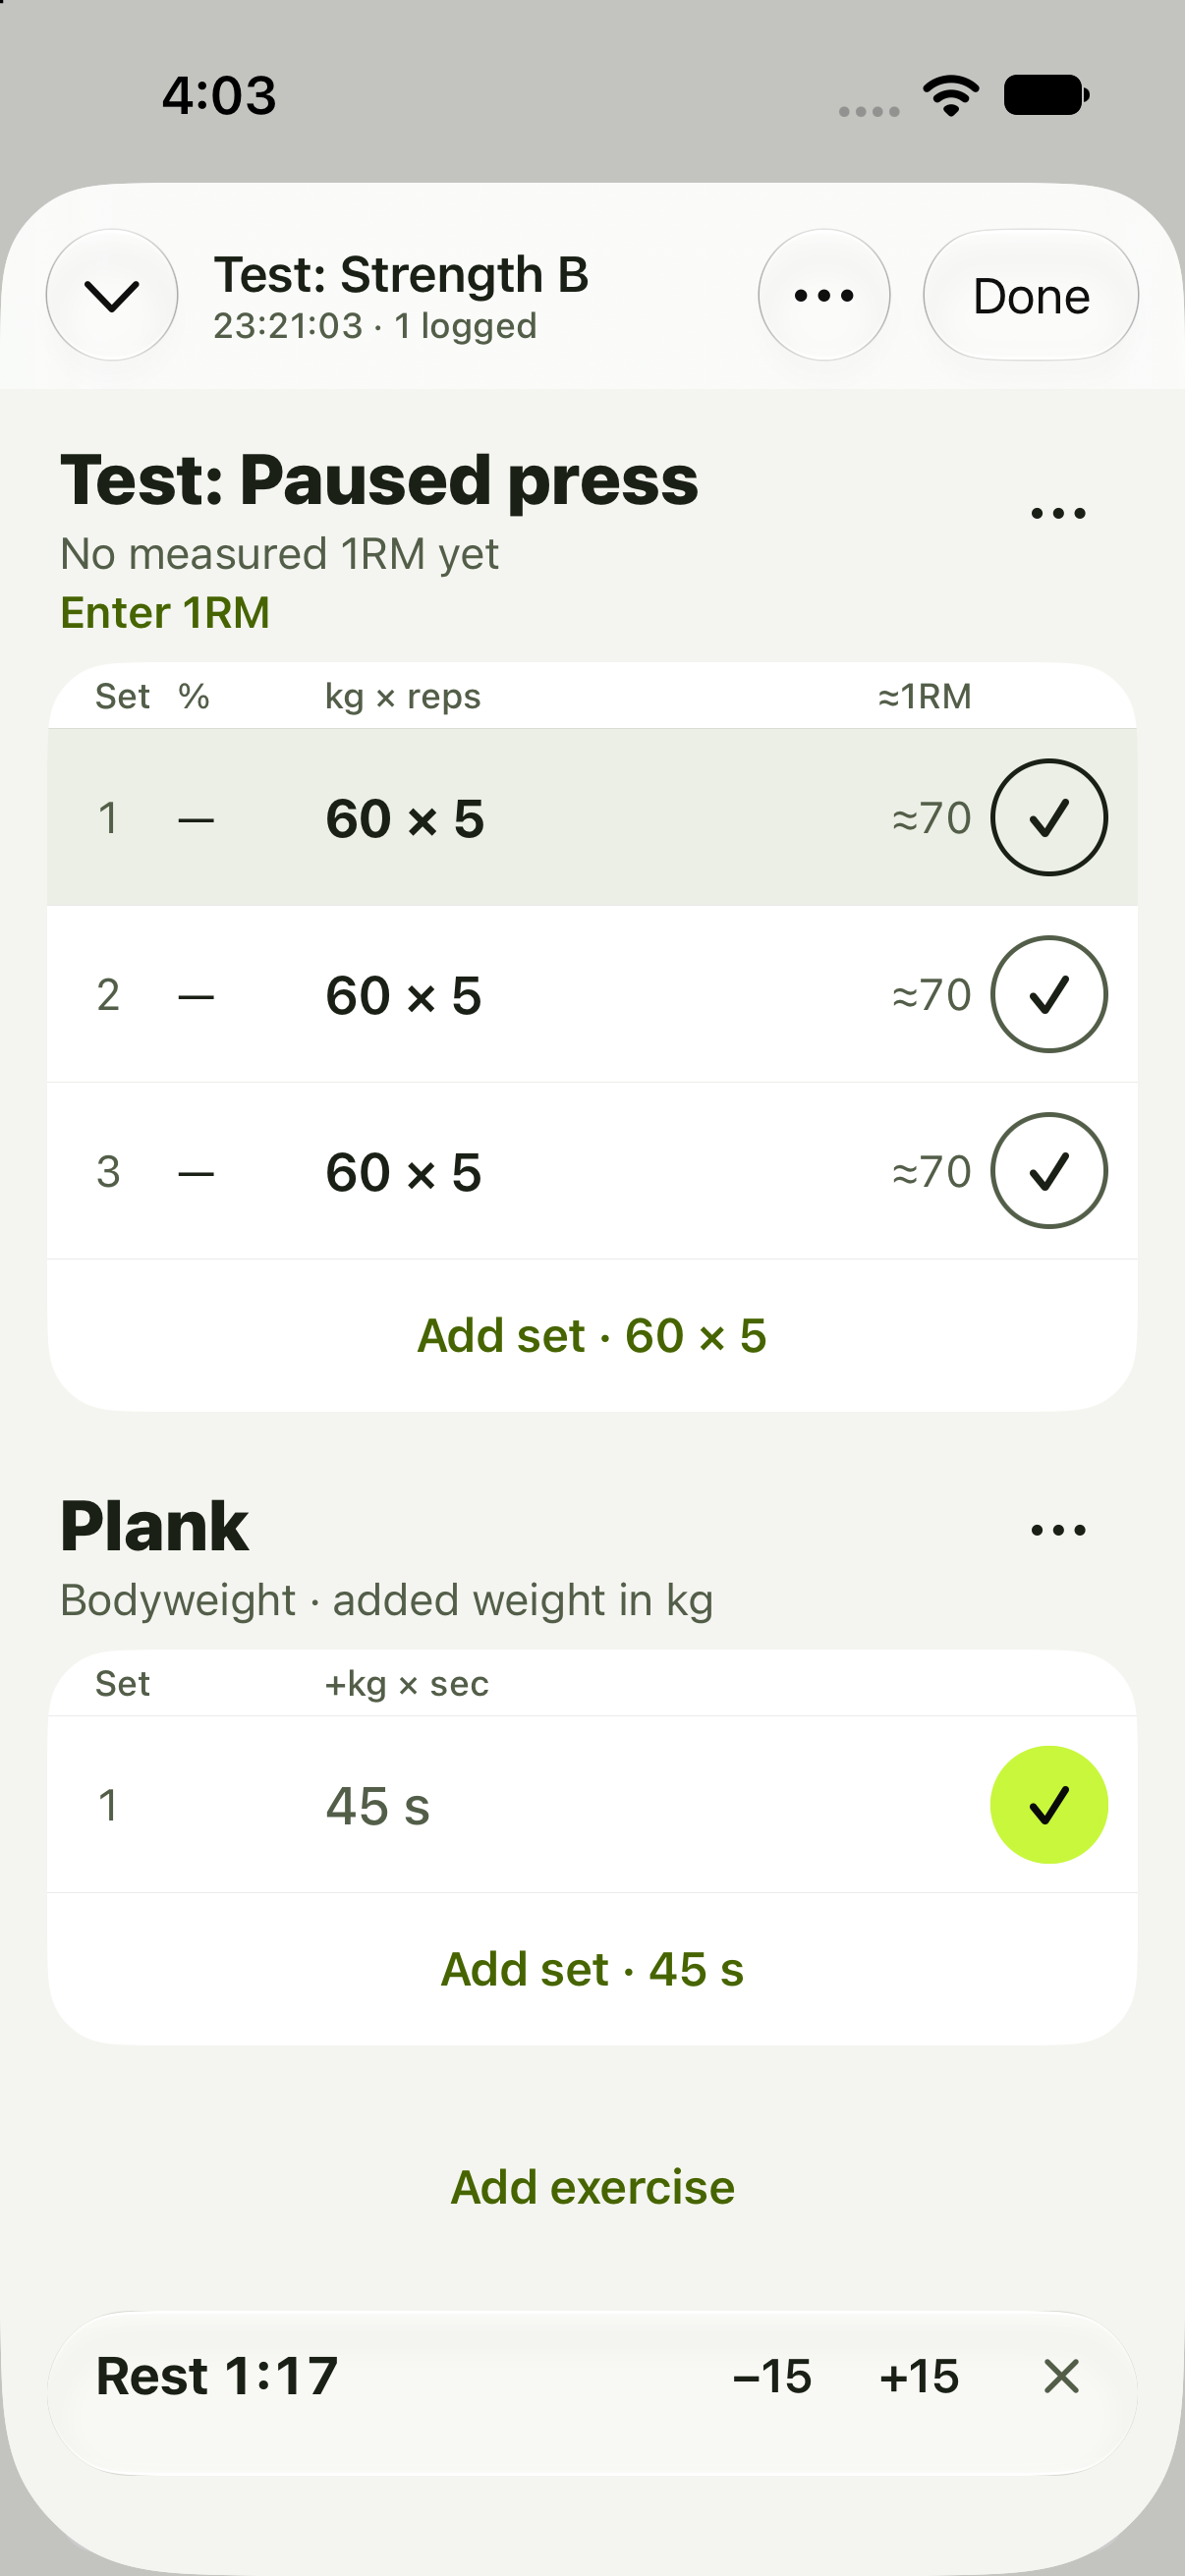 4:03
Test: Strength B
23:21:03 · 1 logged
Done
Test: Paused press
No measured 1RM yet
Enter 1RM
Set % kg × reps ≈1RM
1 — 60 × 5 ≈70
2 — 60 × 5 ≈70
3 — 60 × 5 ≈70
Add set · 60 × 5
Plank
Bodyweight · added weight in kg
Set +kg × sec
1 45 s
Add set · 45 s
Add exercise
Rest 1:17 −15 +15